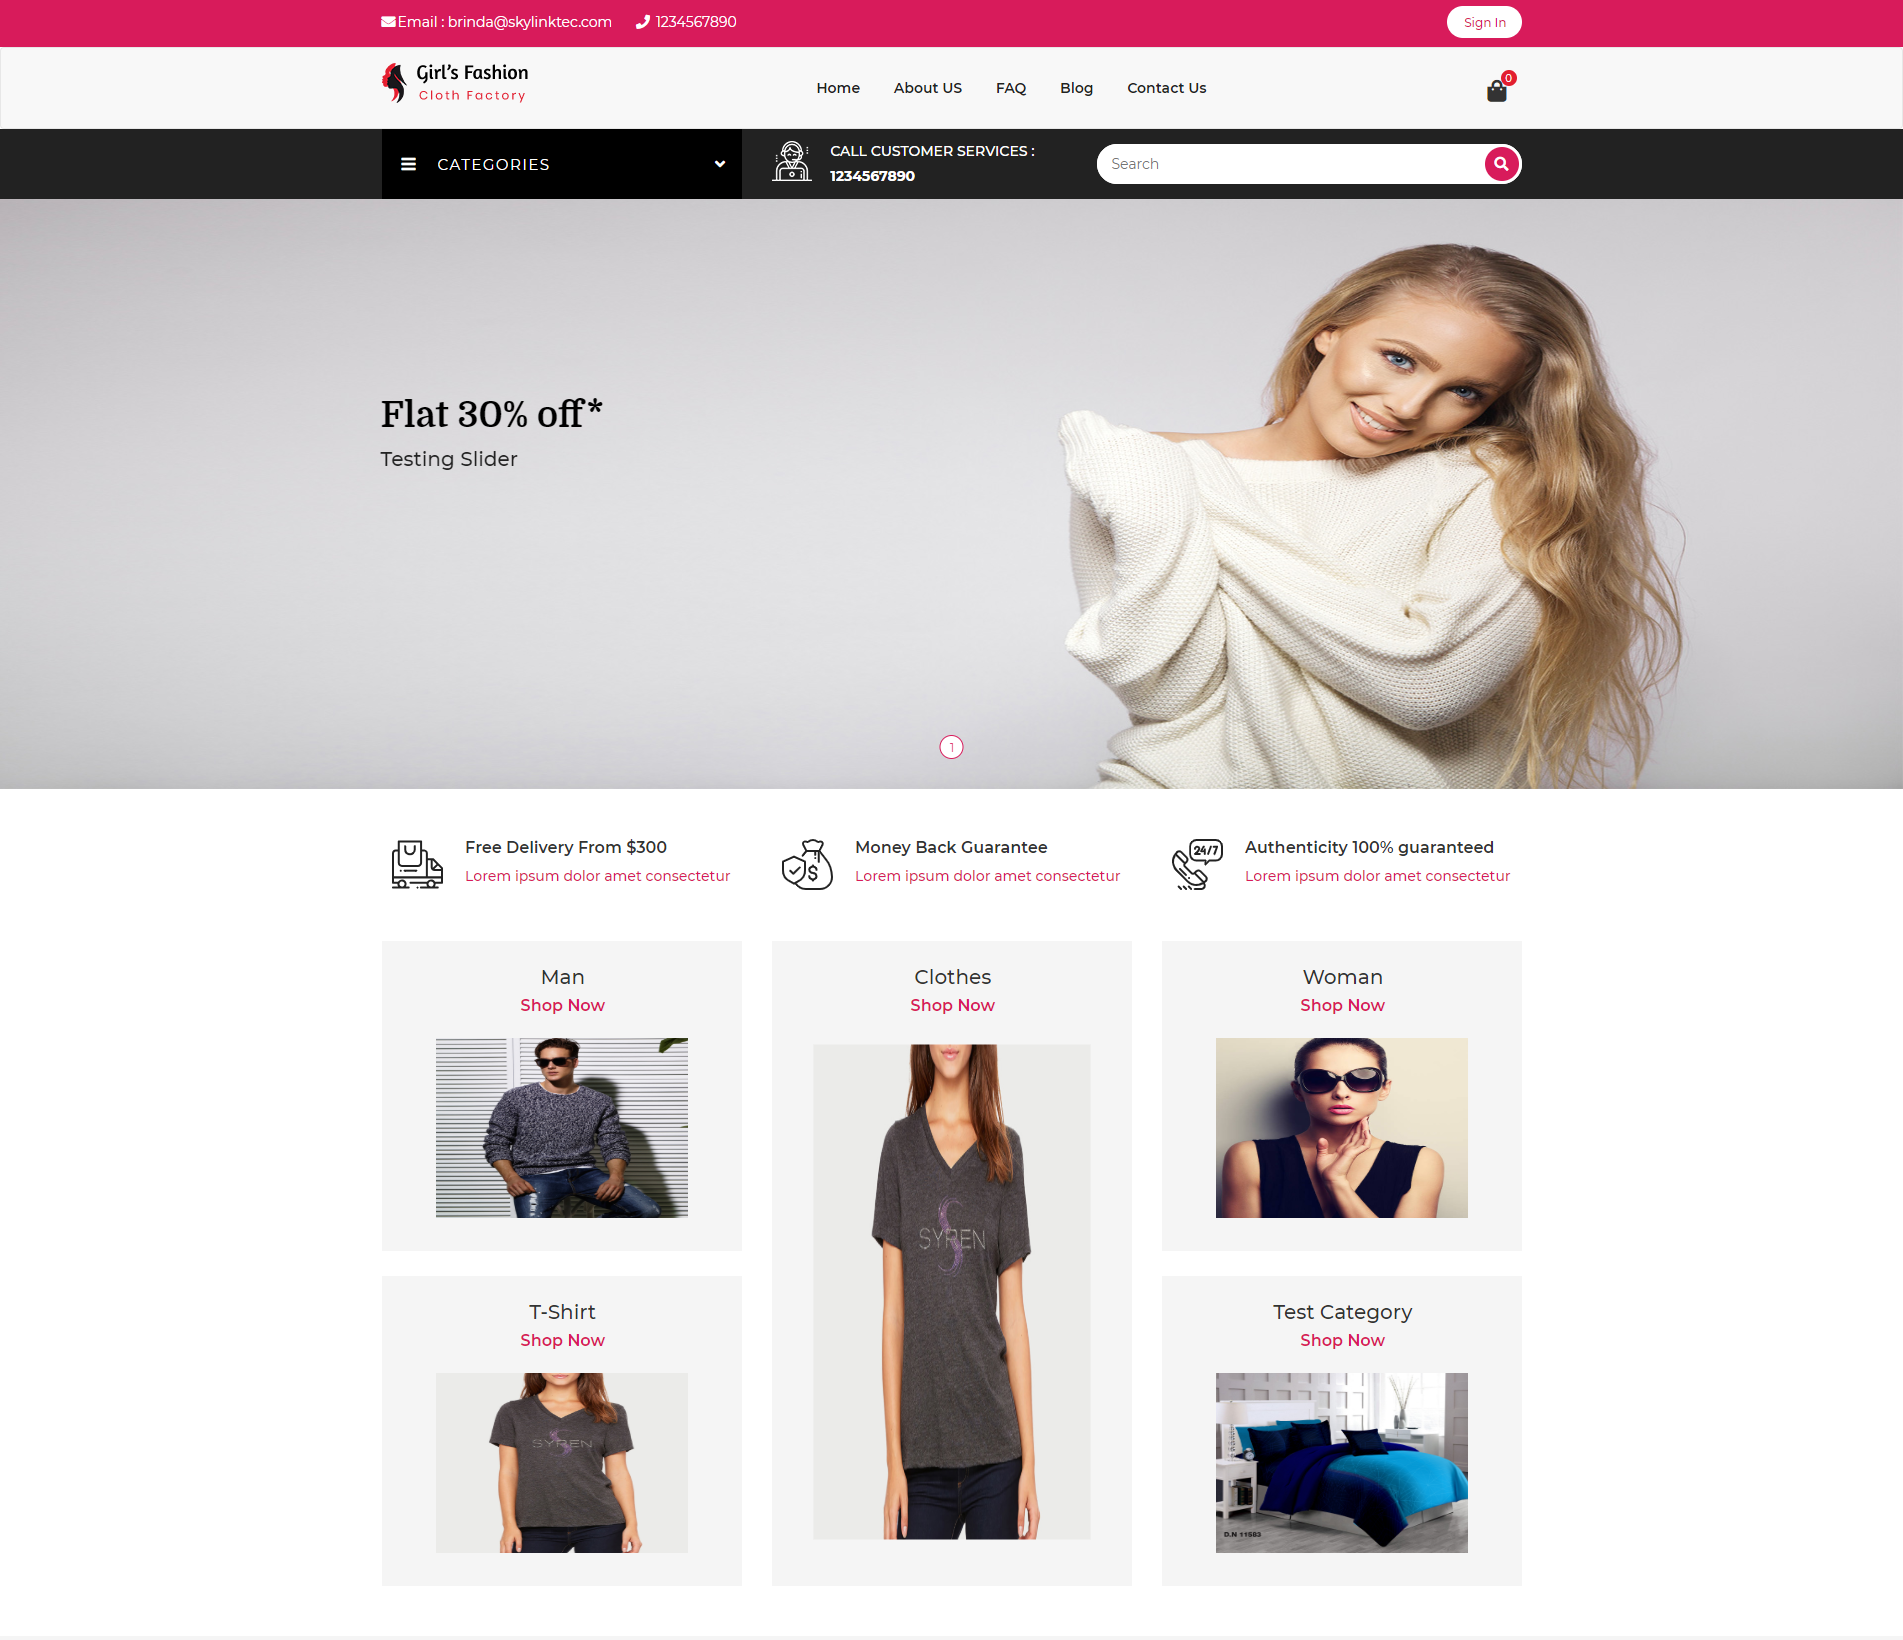 Email : brinda@skylinktec.com
1234567890
Sign In
Girl's Fashion
Cloth Factory
Home
About US
FAQ
Blog
Contact Us
0
CATEGORIES
CALL CUSTOMER SERVICES :
1234567890
Search
Flat 30% off*
Testing Slider
1
Free Delivery From $300
Lorem ipsum dolor amet consectetur
Money Back Guarantee
Lorem ipsum dolor amet consectetur
24/7
Authenticity 100% guaranteed
Lorem ipsum dolor amet consectetur
Man
Shop Now
Clothes
Shop Now
SYREN
Woman
Shop Now
T-Shirt
Shop Now
SYREN
Test Category
Shop Now
D.N 11583